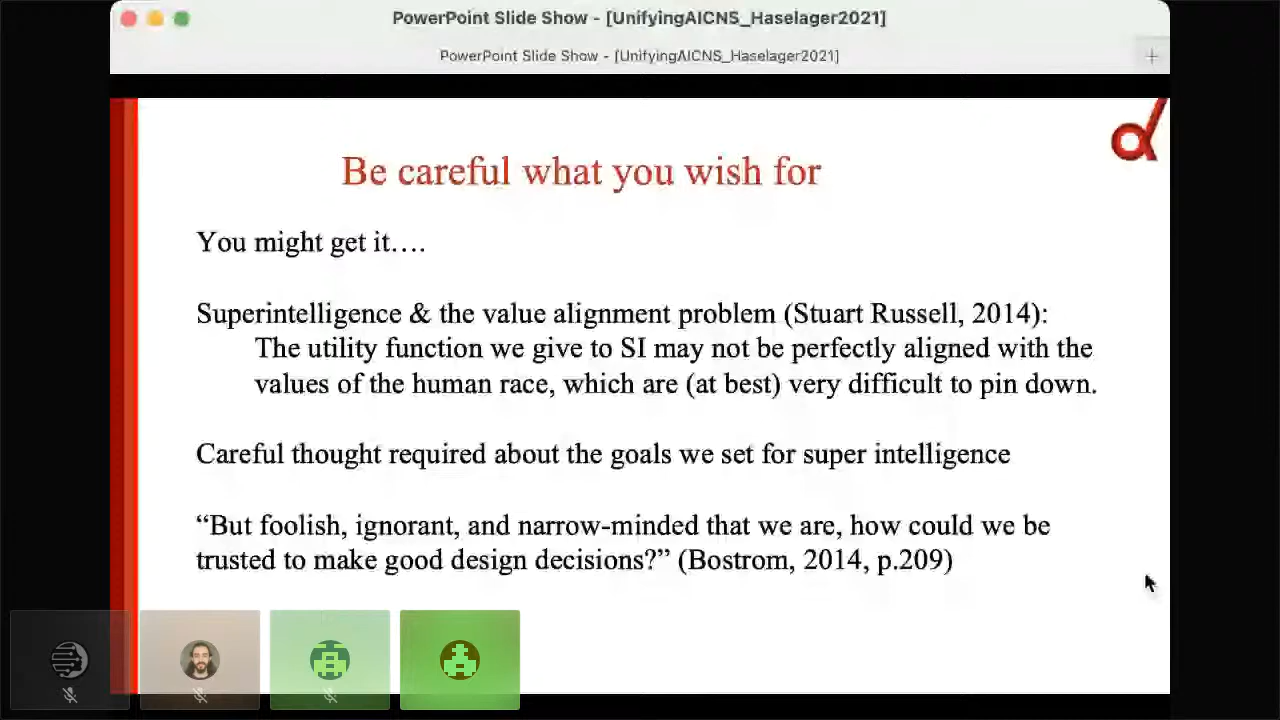 PowerPoint Slide Show - [UnifyingAICNS_Haselager2021]
PowerPoint Slide Show - [UnifyingAICNS_Haselager2021]
Be careful what you wish for
You might get it….
Superintelligence & the value alignment problem (Stuart Russell, 2014):
The utility function we give to SI may not be perfectly aligned with the
values of the human race, which are (at best) very difficult to pin down.
Careful thought required about the goals we set for super intelligence
“But foolish, ignorant, and narrow-minded that we are, how could we be
trusted to make good design decisions?” (Bostrom, 2014, p.209)